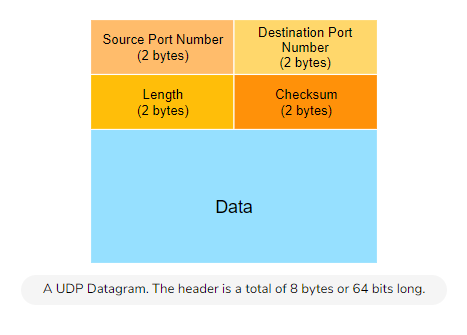 Source Port Number
(2 bytes)
Destination Port
Number
(2 bytes)
Length
(2 bytes)
Checksum
(2 bytes)
Data
A UDP Datagram. The header is a total of 8 bytes or 64 bits long.